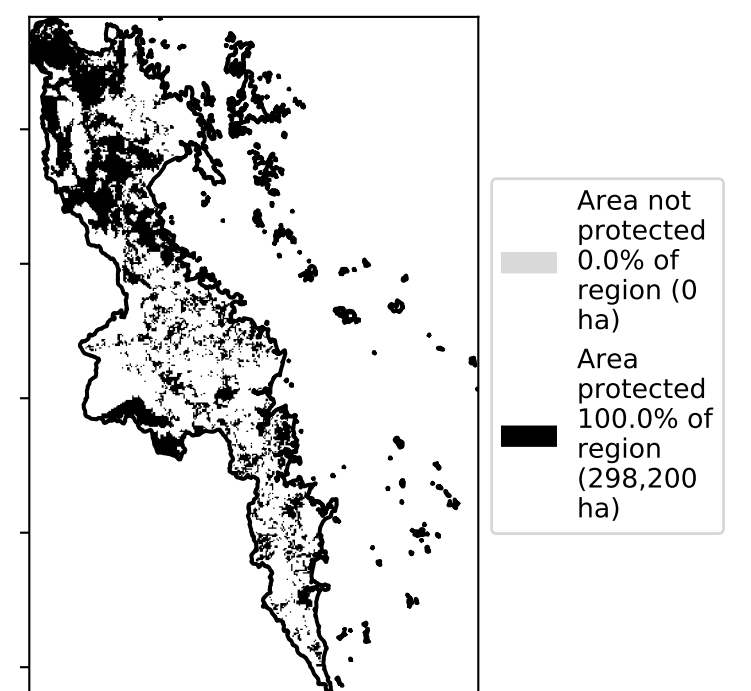 Area not
protected
0.0% of
region (0
ha)
Area
protected
100.0% of
region
(298,200
ha)